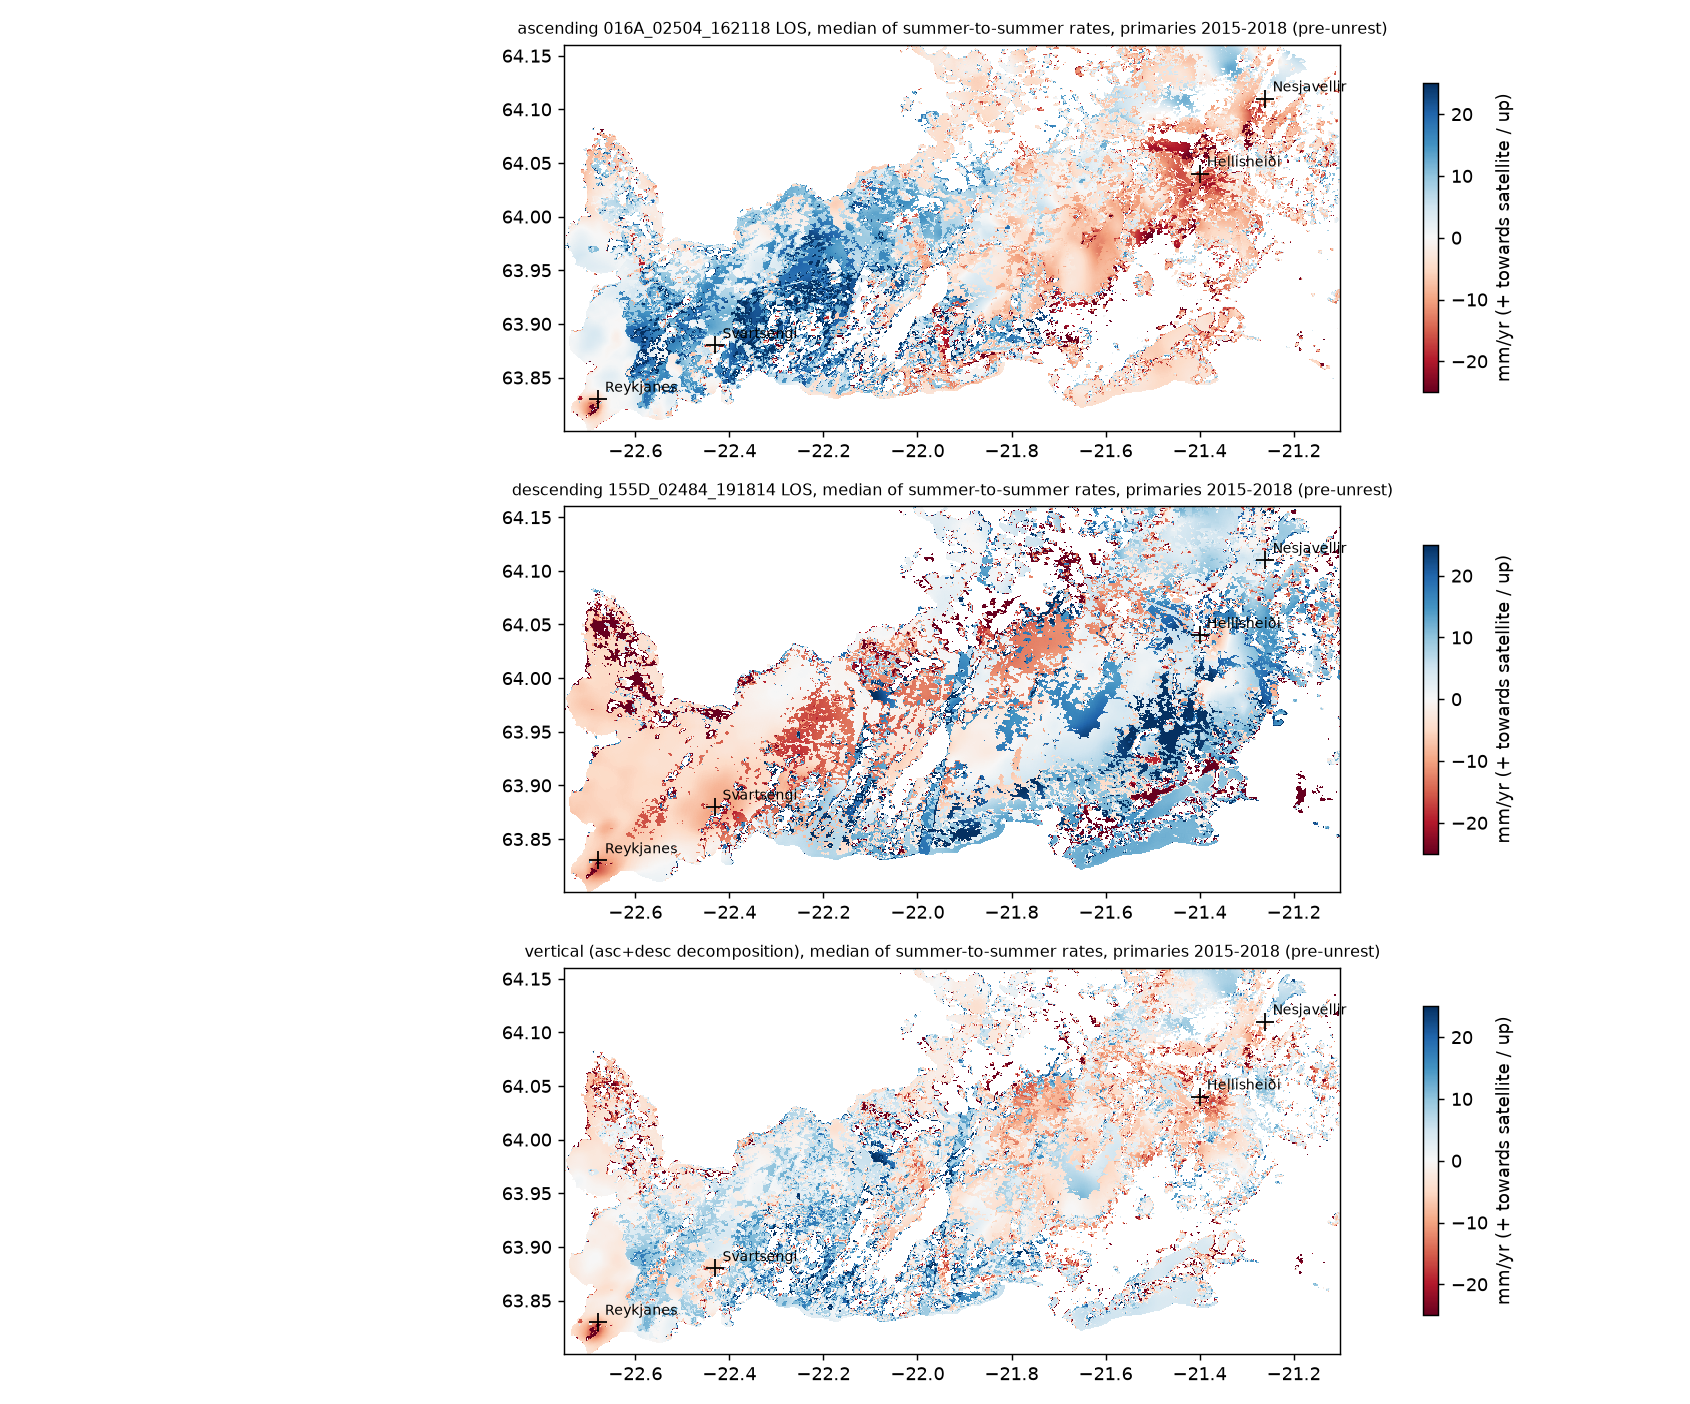 ascending 016A_02504_162118 LOS, median of summer-to-summer rates, primaries 2015-2018 (pre-unrest)
64.15
64.10
64.05
64.00
63.95
63.90
63.85
Nesjavellir
Hellisheiði
Svartsengi
Reykjanes
−22.6 −22.4 −22.2 −22.0 −21.8 −21.6 −21.4 −21.2
20
10
0
−10
−20
mm/yr (+ towards satellite / up)
descending 155D_02484_191814 LOS, median of summer-to-summer rates, primaries 2015-2018 (pre-unrest)
64.15
64.10
64.05
64.00
63.95
63.90
63.85
Nesjavellir
Hellisheiði
Svartsengi
Reykjanes
−22.6 −22.4 −22.2 −22.0 −21.8 −21.6 −21.4 −21.2
20
10
0
−10
−20
mm/yr (+ towards satellite / up)
vertical (asc+desc decomposition), median of summer-to-summer rates, primaries 2015-2018 (pre-unrest)
64.15
64.10
64.05
64.00
63.95
63.90
63.85
Nesjavellir
Hellisheiði
Svartsengi
Reykjanes
−22.6 −22.4 −22.2 −22.0 −21.8 −21.6 −21.4 −21.2
20
10
0
−10
−20
mm/yr (+ towards satellite / up)